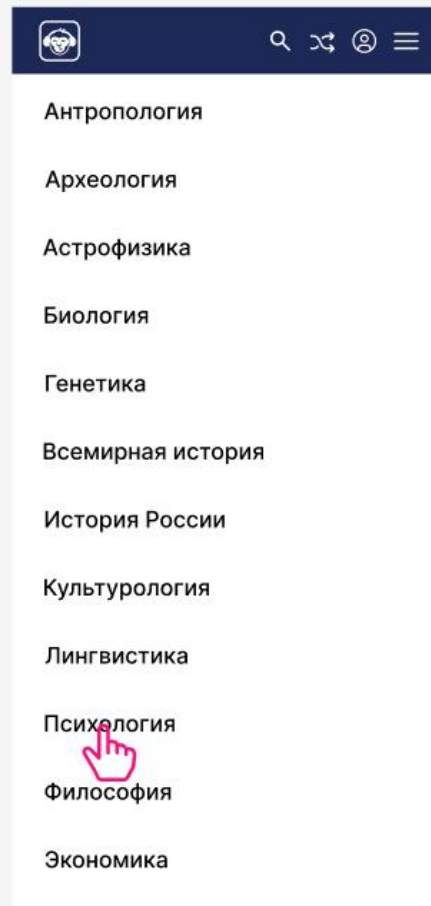 Антропология
Археология
Астрофизика
Биология
Генетика
Всемирная история
История России
Культурология
Лингвистика
Психология
Философия
Экономика